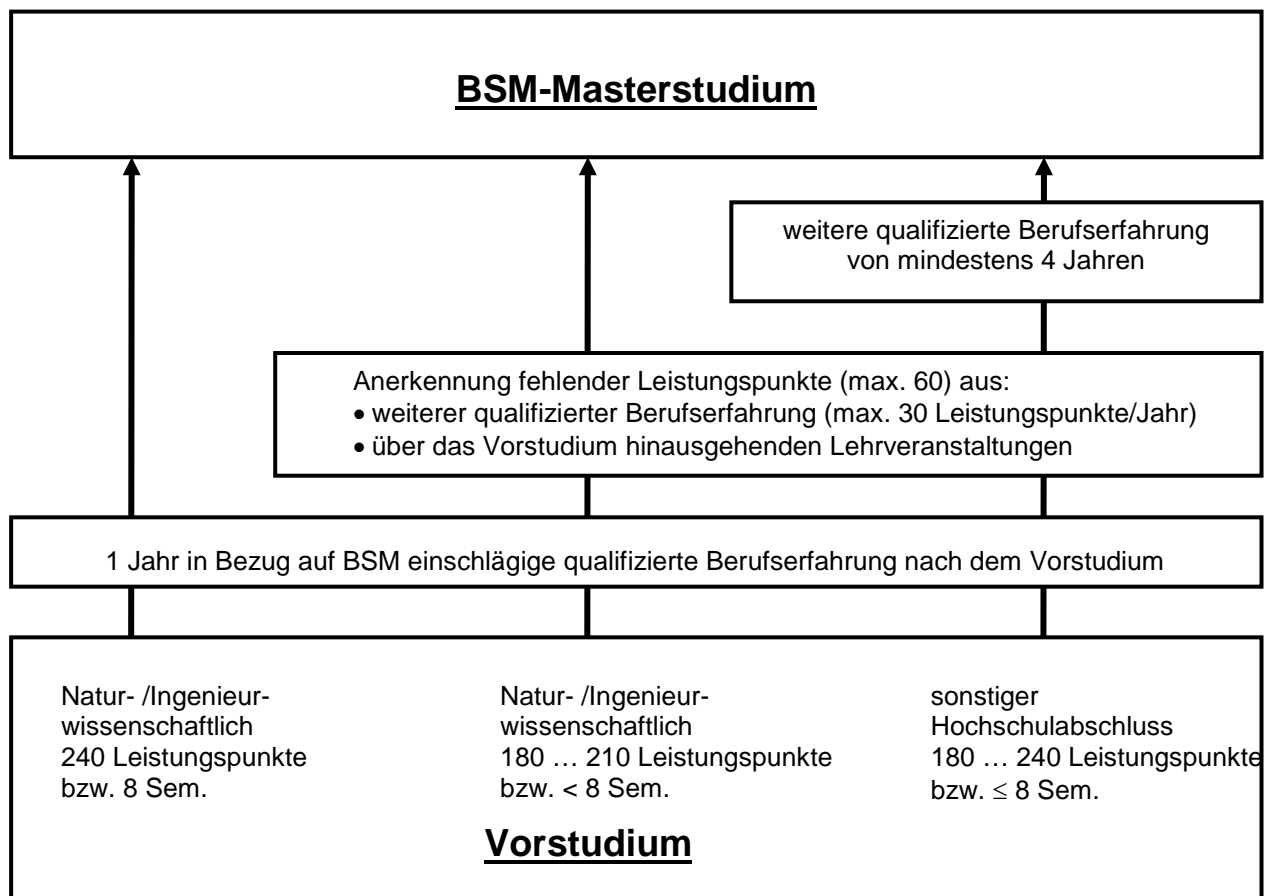 BSM-Masterstudium
weitere qualifizierte Berufserfahrung
von mindestens 4 Jahren
Anerkennung fehlender Leistungspunkte (max. 60) aus:
• weiterer qualifizierter Berufserfahrung (max. 30 Leistungspunkte/Jahr)
• über das Vorstudium hinausgehenden Lehrveranstaltungen
1 Jahr in Bezug auf BSM einschlägige qualifizierte Berufserfahrung nach dem Vorstudium
Natur- /Ingenieur-
wissenschaftlich
240 Leistungspunkte
bzw. 8 Sem.
Natur- /Ingenieur-
wissenschaftlich
180 … 210 Leistungspunkte
bzw. < 8 Sem.
sonstiger
Hochschulabschluss
180 … 240 Leistungspunkte
bzw. ≤ 8 Sem.
Vorstudium